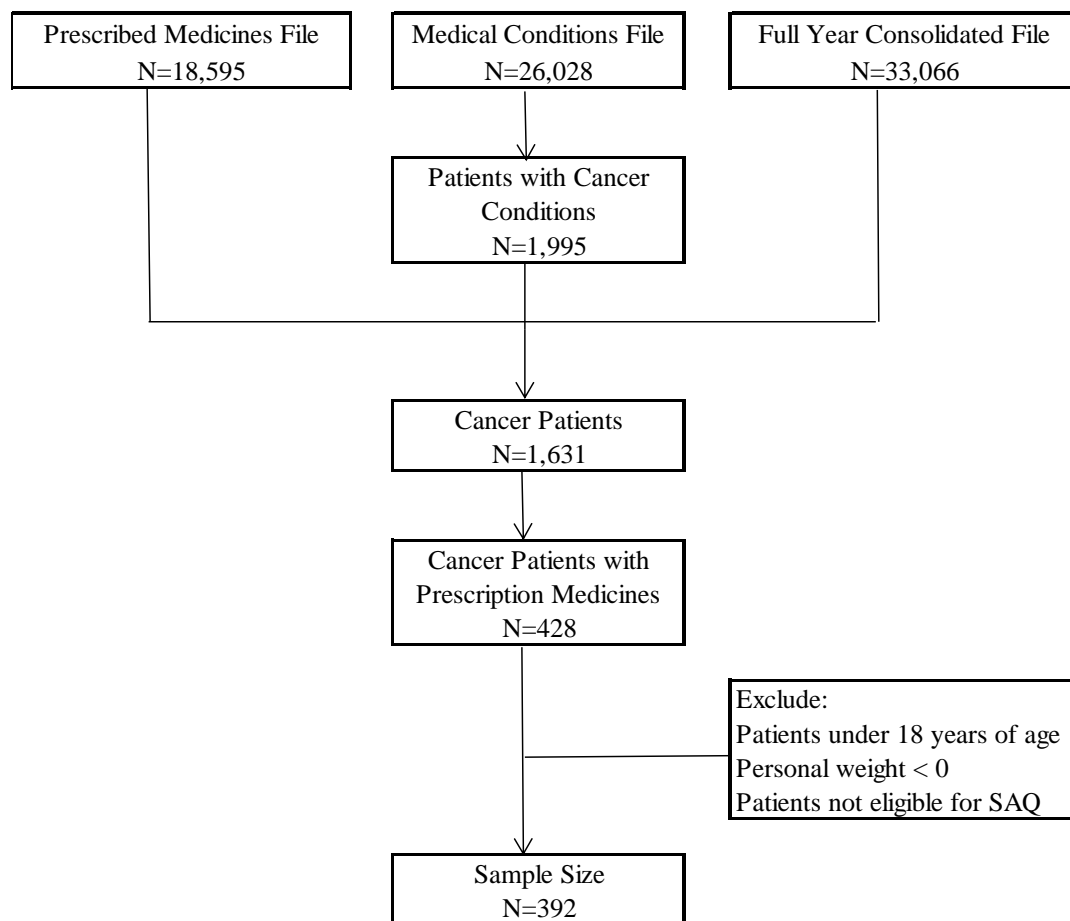 Prescribed Medicines File
N=18,595
Medical Conditions File
N=26,028
Full Year Consolidated File
N=33,066
Patients with Cancer
Conditions
N=1,995
Cancer Patients
N=1,631
Cancer Patients with
Prescription Medicines
N=428
Exclude:
Patients under 18 years of age
Personal weight < 0
Patients not eligible for SAQ
Sample Size
N=392